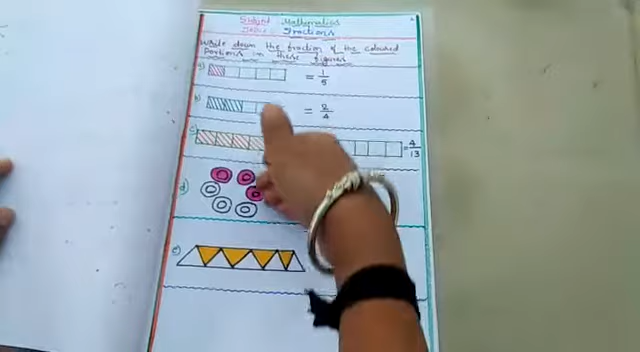 Subject Mathematics
Topic: Fractions
Write down the fraction of the coloured
portions in these figures
a) = 1/5
b) = 2/4
c) = 4/13
d)
e)